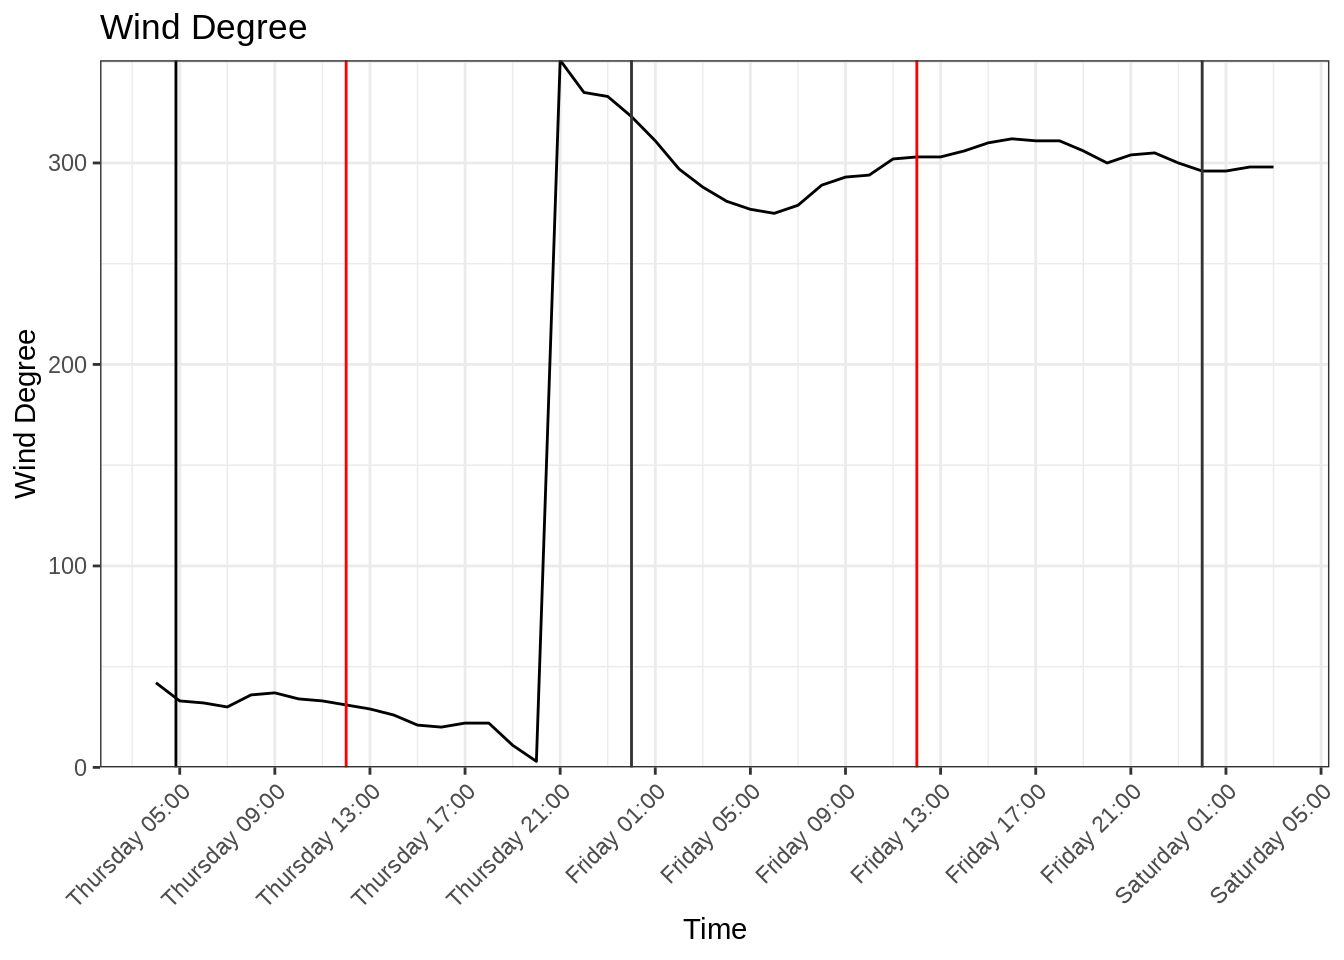 Wind Degree
Wind Degree
300
200
100
0
Thursday 05:00
Thursday 09:00
Thursday 13:00
Thursday 17:00
Thursday 21:00
Friday 01:00
Friday 05:00
Friday 09:00
Friday 13:00
Friday 17:00
Friday 21:00
Saturday 01:00
Saturday 05:00
Time